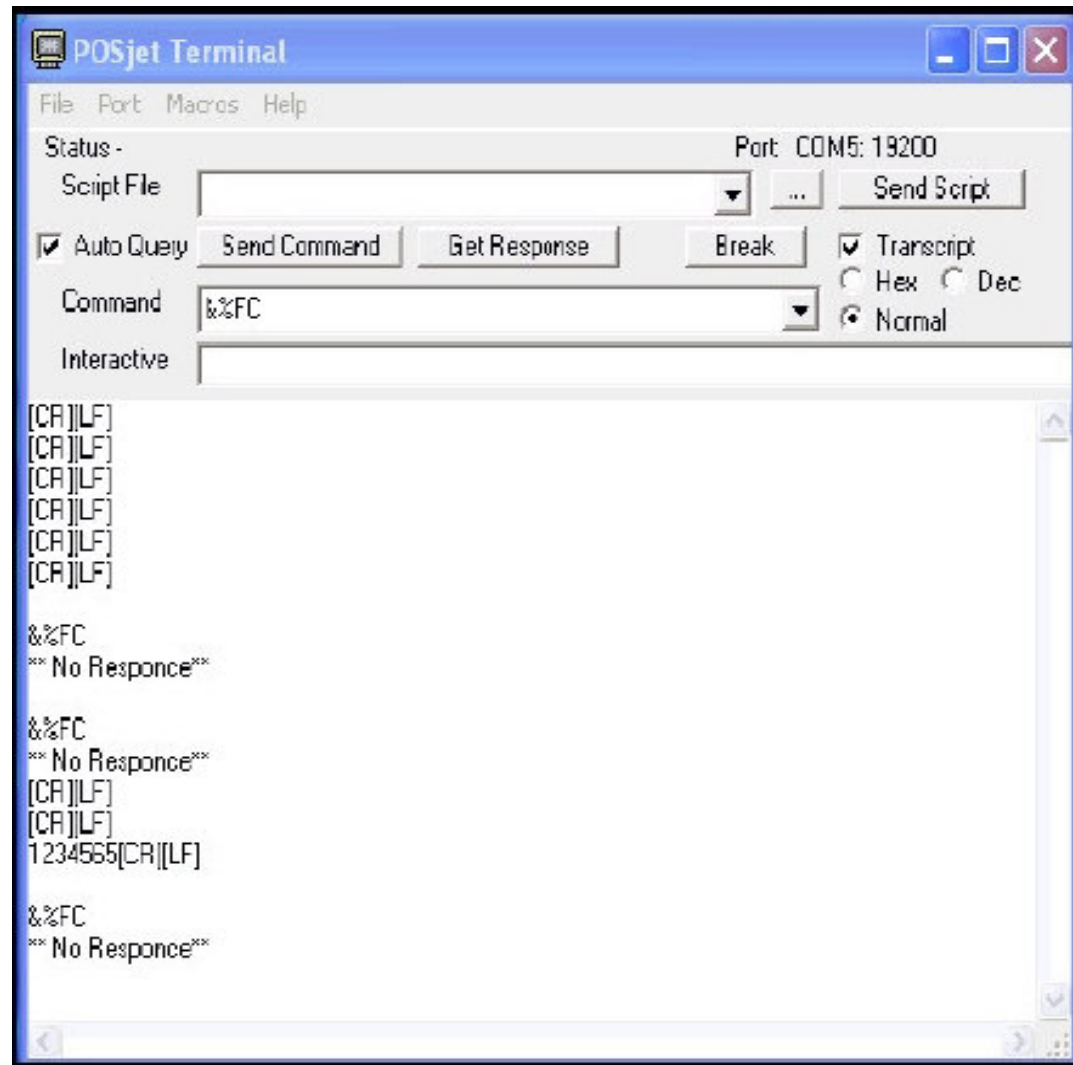 POSjet Terminal
File Port Macros Help
Status - Port COM5: 19200
Script File ... Send Script
Auto Query Send Command Get Response Break Transcript
Hex Dec
Command &%FC Normal
Interactive
[CR][LF]
[CR][LF]
[CR][LF]
[CR][LF]
[CR][LF]
[CR][LF]
&%FC
** No Responce**
&%FC
** No Responce**
[CR][LF]
[CR][LF]
1234565[CR][LF]
&%FC
** No Responce**